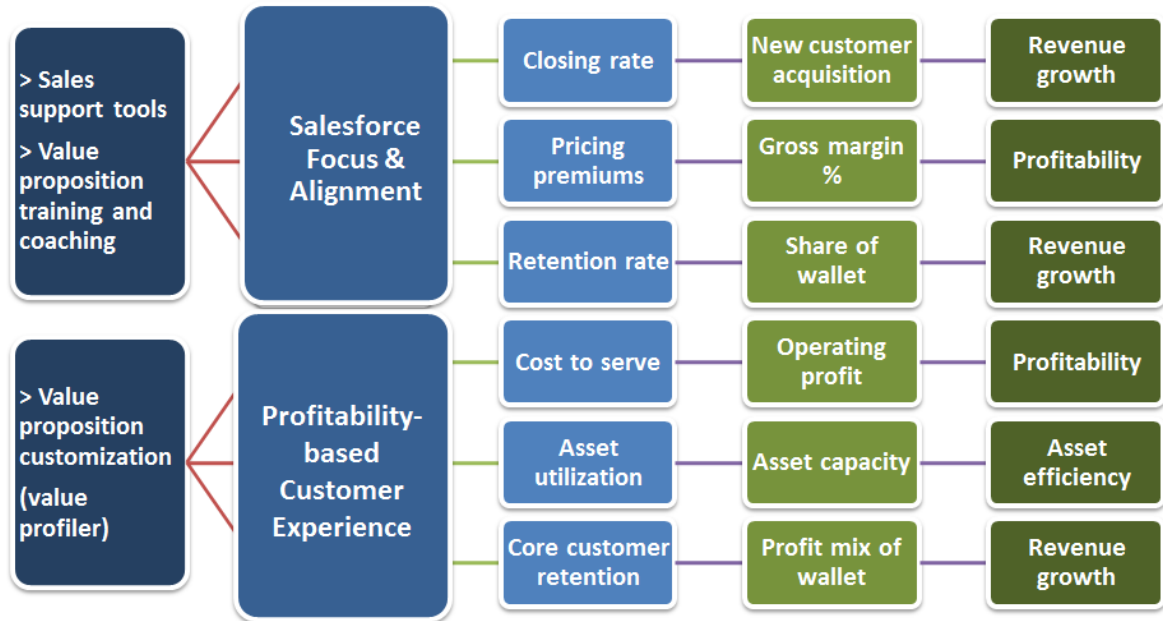 > Sales
support tools
> Value
proposition
training and
coaching
Salesforce
Focus &
Alignment
Closing rate
New customer
acquisition
Revenue
growth
Pricing
premiums
Gross margin
%
Profitability
Retention rate
Share of
wallet
Revenue
growth
> Value
proposition
customization
(value
profiler)
Profitability-
based
Customer
Experience
Cost to serve
Operating
profit
Profitability
Asset
utilization
Asset capacity
Asset
efficiency
Core customer
retention
Profit mix of
wallet
Revenue
growth